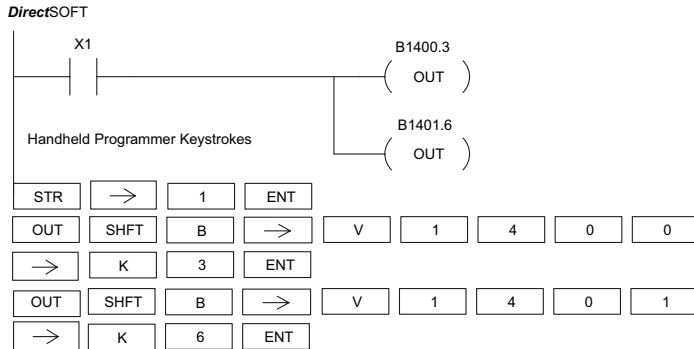 DirectSOFT
X1
B1400.3
OUT
B1401.6
OUT
Handheld Programmer Keystrokes
STR → 1 ENT
OUT SHFT B → V 1 4 0 0
→ K 3 ENT
OUT SHFT B → V 1 4 0 1
→ K 6 ENT